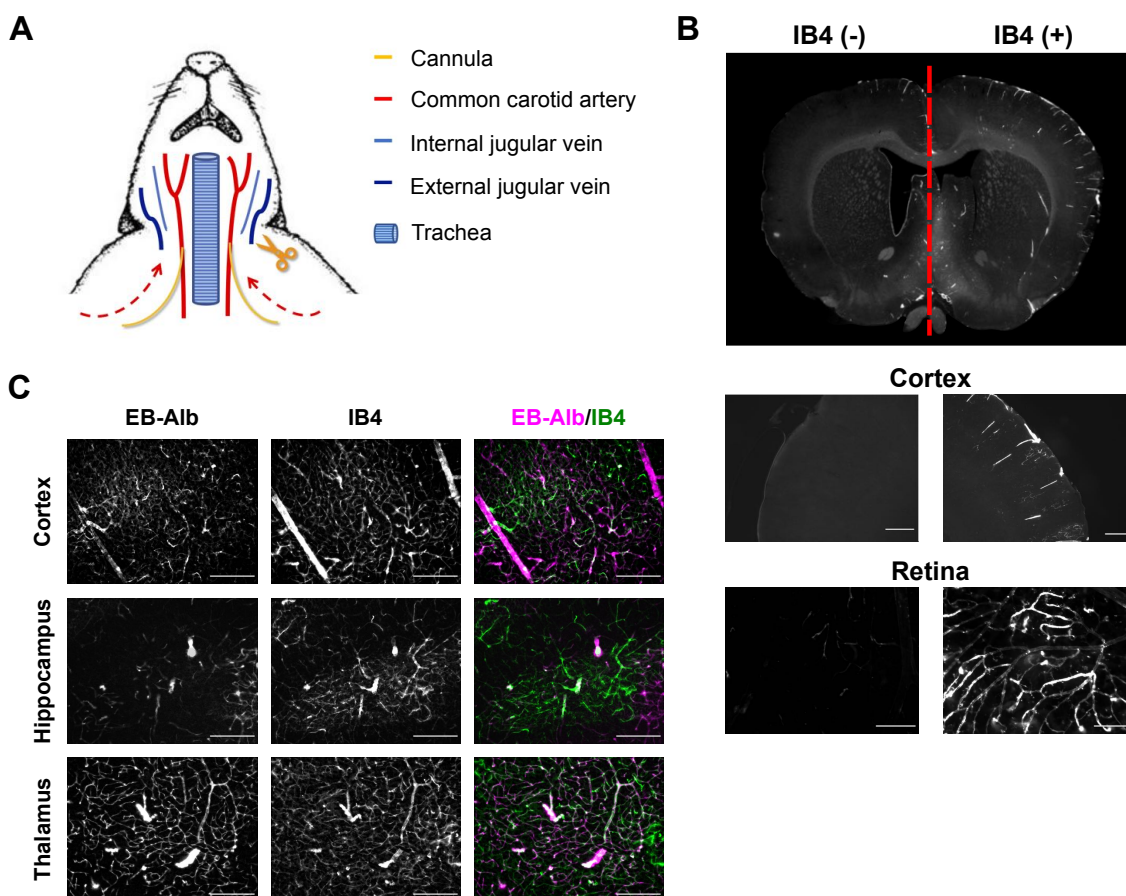 A
Cannula
Common carotid artery
Internal jugular vein
External jugular vein
Trachea
B
IB4 (-) IB4 (+)
Cortex
Retina
C
EB-Alb IB4 EB-Alb/IB4
Cortex
Hippocampus
Thalamus